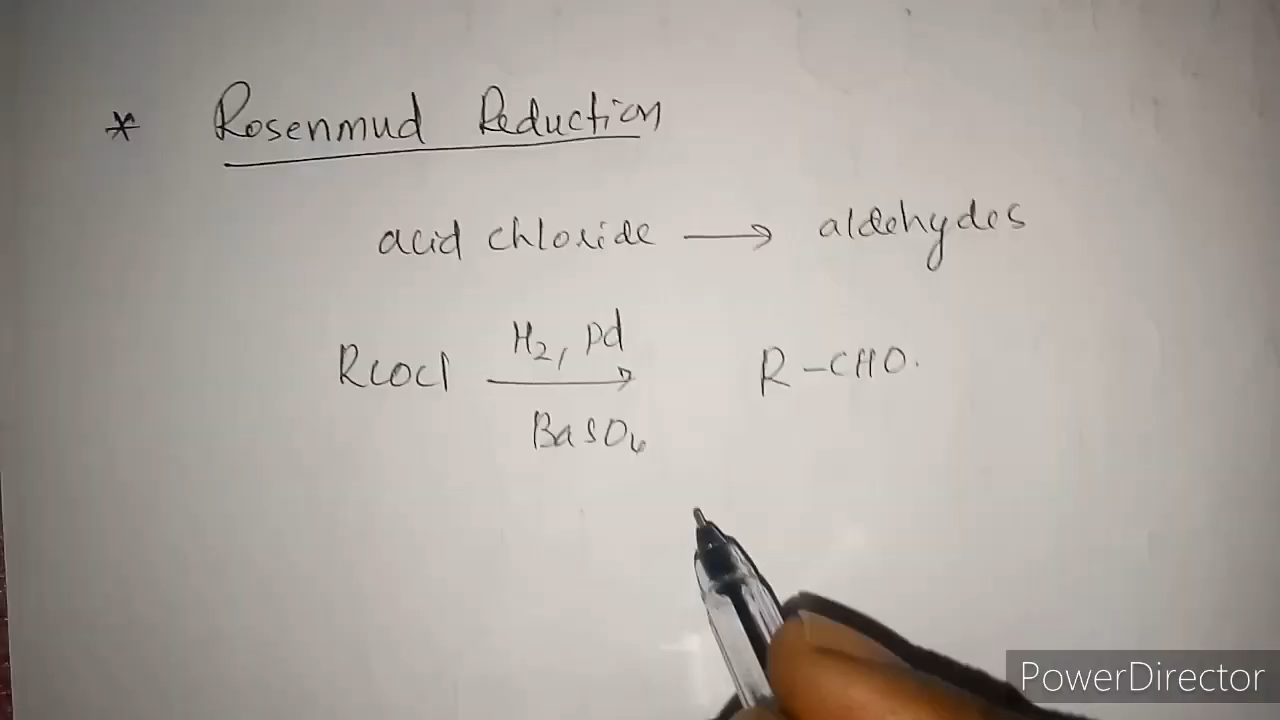 * Rosenmud Reduction
acid chloride → aldehydes
H2, Pd
RCOCl → R-CHO.
BaSO4
PowerDirector